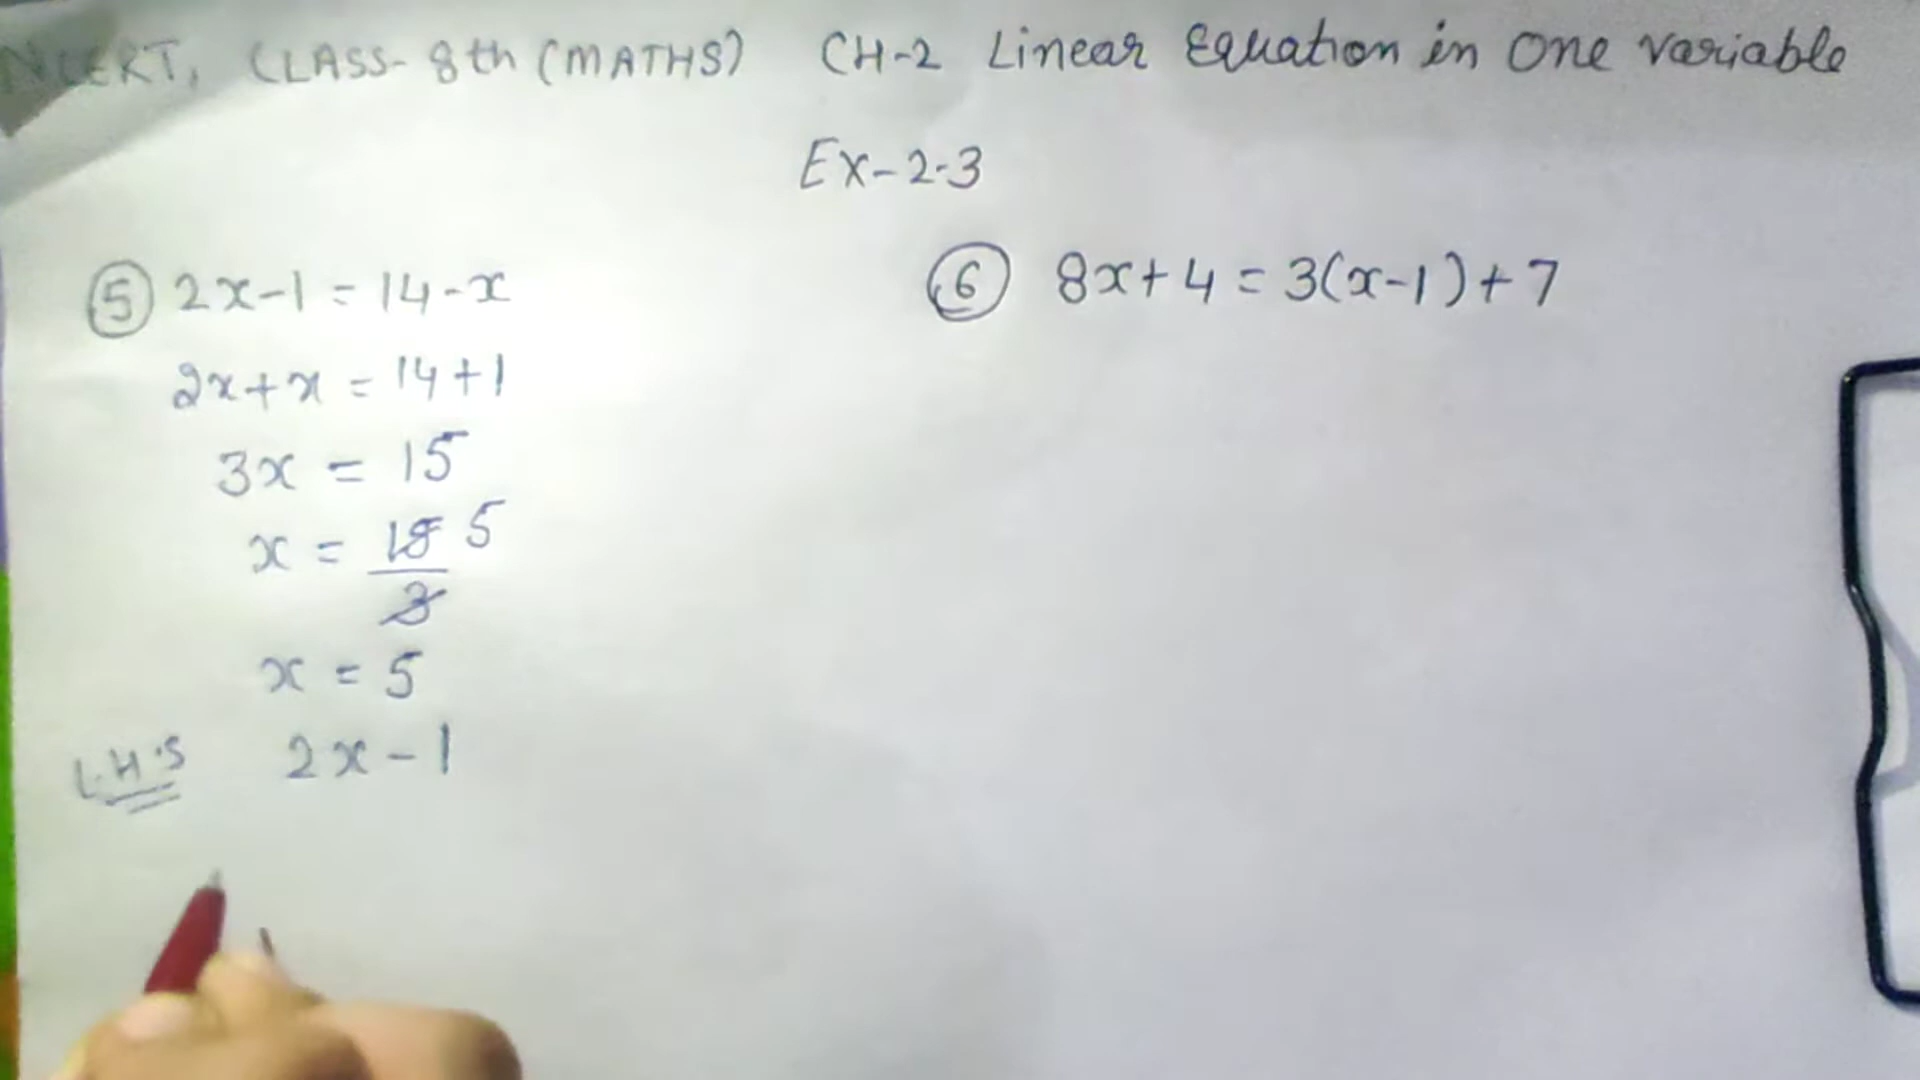 NCERT, CLASS-8th (MATHS) CH-2 Linear Equation in One Variable
Ex-2.3
5 2x-1 = 14-x
2x+x = 14+1
3x = 15
x = 15/3 5
x = 5
L.H.S 2x-1
6 8x+4 = 3(x-1)+7